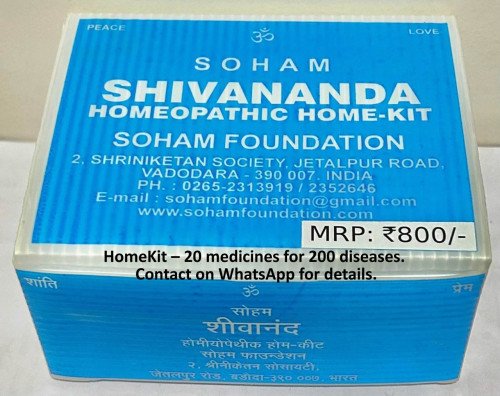 PEACE
ॐ
LOVE
SOHAM
SHIVANANDA
HOMEOPATHIC HOME-KIT
SOHAM FOUNDATION
2, SHRINIKETAN SOCIETY, JETALPUR ROAD,
VADODARA - 390 007. INDIA
PH. : 0265-2313919 / 2352646
E-mail : sohamfoundation@gmail.com
www.sohamfoundation.com
MRP: ₹800/-
HomeKit – 20 medicines for 200 diseases.
Contact on WhatsApp for details.
शांति
ॐ
प्रेम
सोहम
शीवानंद
होमीयोपेथीक होम-कीट
सोहम फाउन्डेशन
२, श्रीनीकेतन सोसायटी,
जेतलपुर रोड, बडौदा-३९० ००७, भारत